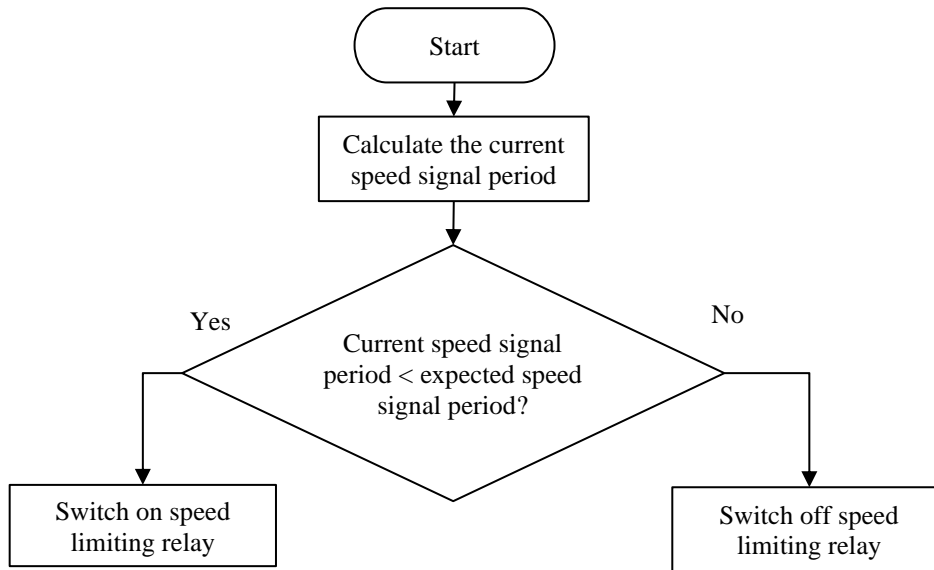 Start
Calculate the current
speed signal period
Yes
No
Current speed signal
period < expected speed
signal period?
Switch on speed
limiting relay
Switch off speed
limiting relay